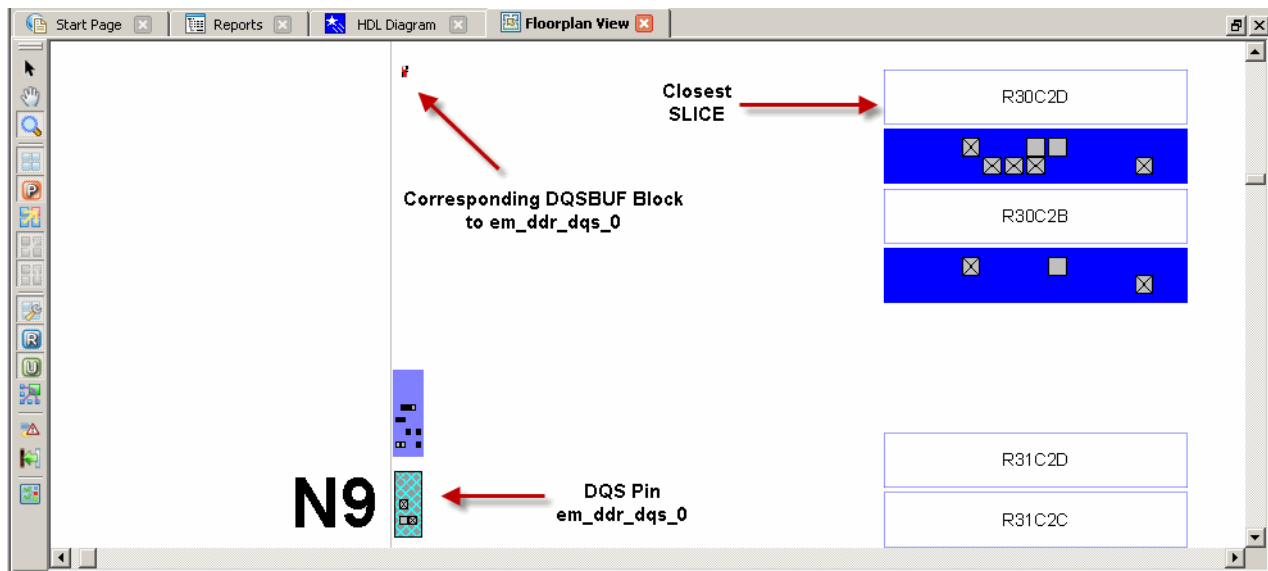 Start Page
Reports
HDL Diagram
Floorplan View
Closest
SLICE
R30C2D
Corresponding DQSBUF Block
to em_ddr_dqs_0
R30C2B
R31C2D
N9
DQS Pin
em_ddr_dqs_0
R31C2C
P
R
U